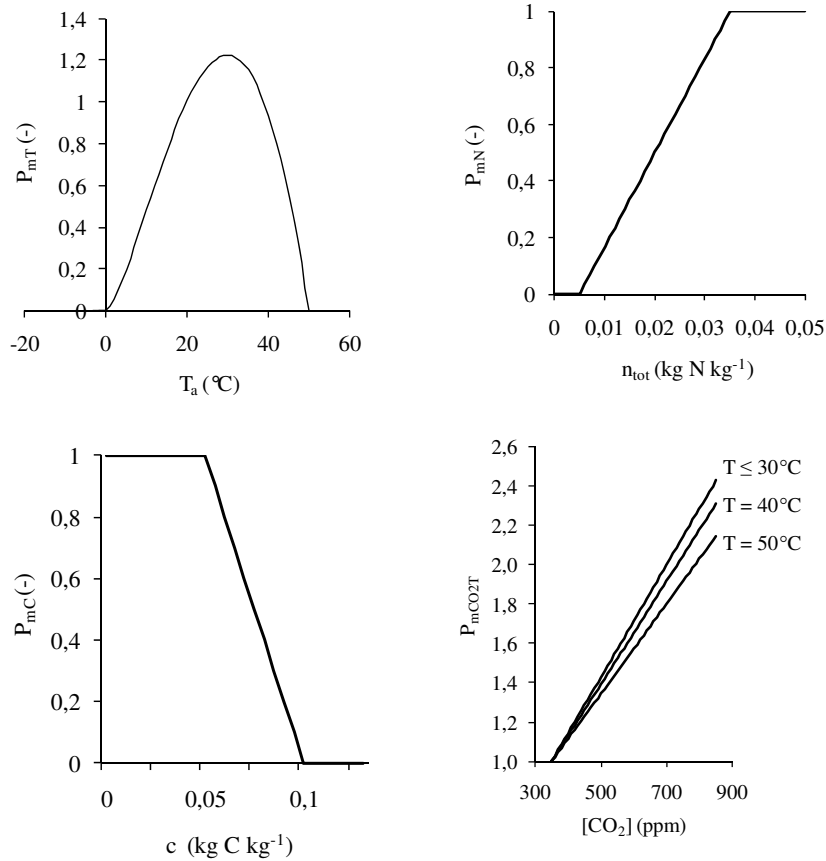 1,4
1,2
1
0,8
0,6
0,4
0,2
0
-20 0 20 40 60
P_mT (-)
T_a (°C)
1
0,8
0,6
0,4
0,2
0
0 0,01 0,02 0,03 0,04 0,05
P_mN (-)
n_tot (kg N kg⁻¹)
1
0,8
0,6
0,4
0,2
0
0 0,05 0,1
P_mC (-)
c (kg C kg⁻¹)
2,6
2,4
2,2
2,0
1,8
1,6
1,4
1,2
1,0
300 500 700 900
P_mCO2T
[CO₂] (ppm)
T ≤ 30°C
T = 40°C
T = 50°C